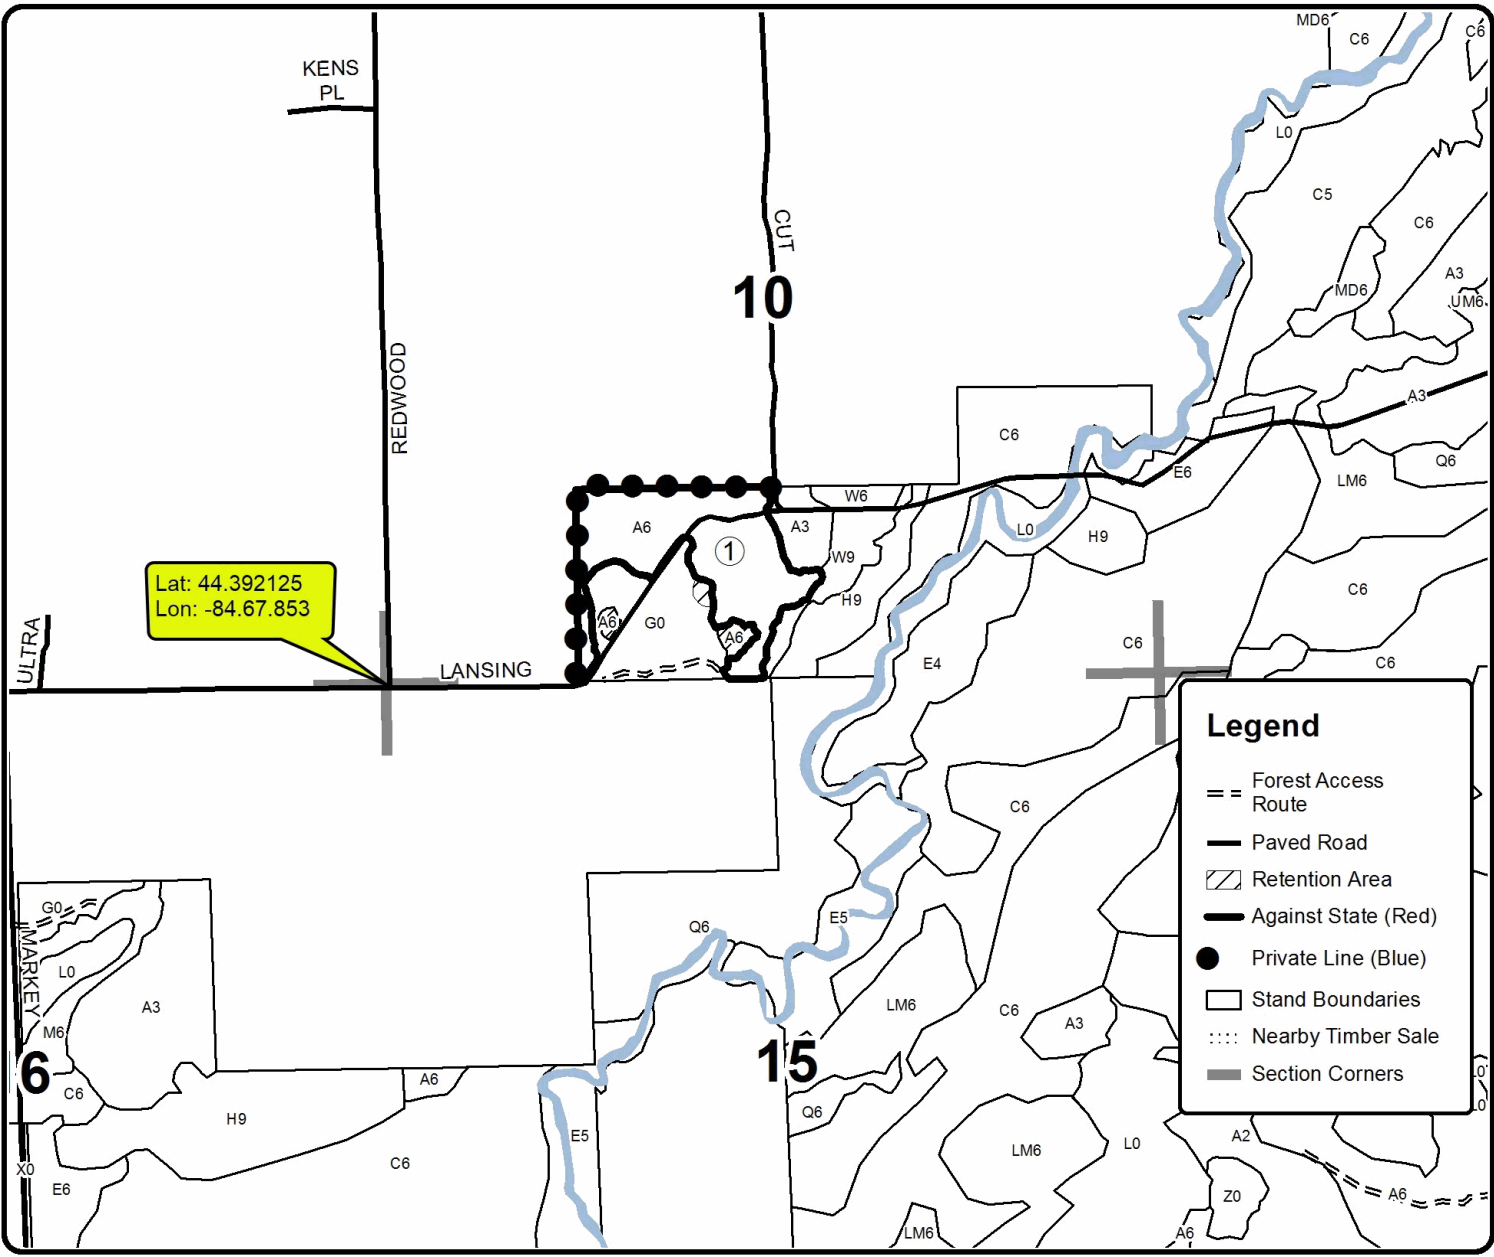 MD6
C6
C6
KENS
PL
L0
C5
C6
CUT
10
MD6
A3
UM6
REDWOOD
A3
C6
E6
Q6
LM6
W6
A6
A3
L0
H9
1
W9
Lat: 44.392125
Lon: -84.67.853
H9
C6
A6
G0
A6
ULTRA
C6
LANSING
E4
C6
Legend
Forest Access
Route
Paved Road
Retention Area
Against State (Red)
Private Line (Blue)
Stand Boundaries
Nearby Timber Sale
Section Corners
C6
G0
MARKEY
L0
A3
Q6
E5
LM6
C6
M6
A3
6
15
L0
C6
A6
L0
H9
Q6
E5
C6
LM6
L0
A2
X0
E6
Z0
A6
LM6
A6